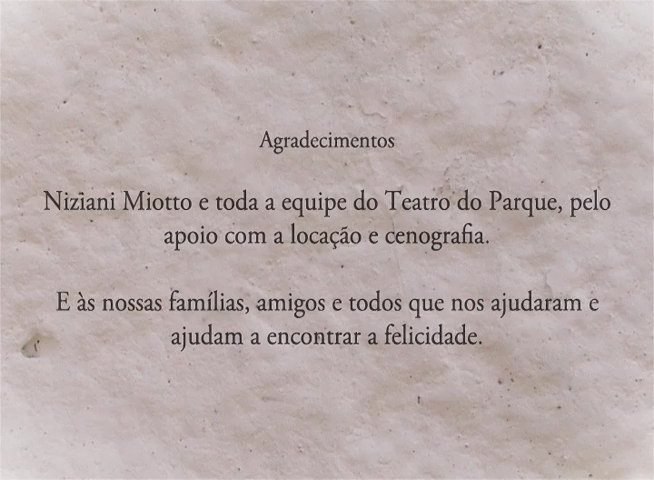 Agradecimentos
Niziani Miotto e toda a equipe do Teatro do Parque, pelo
apoio com a locação e cenografia.
E às nossas famílias, amigos e todos que nos ajudaram e
ajudam a encontrar a felicidade.